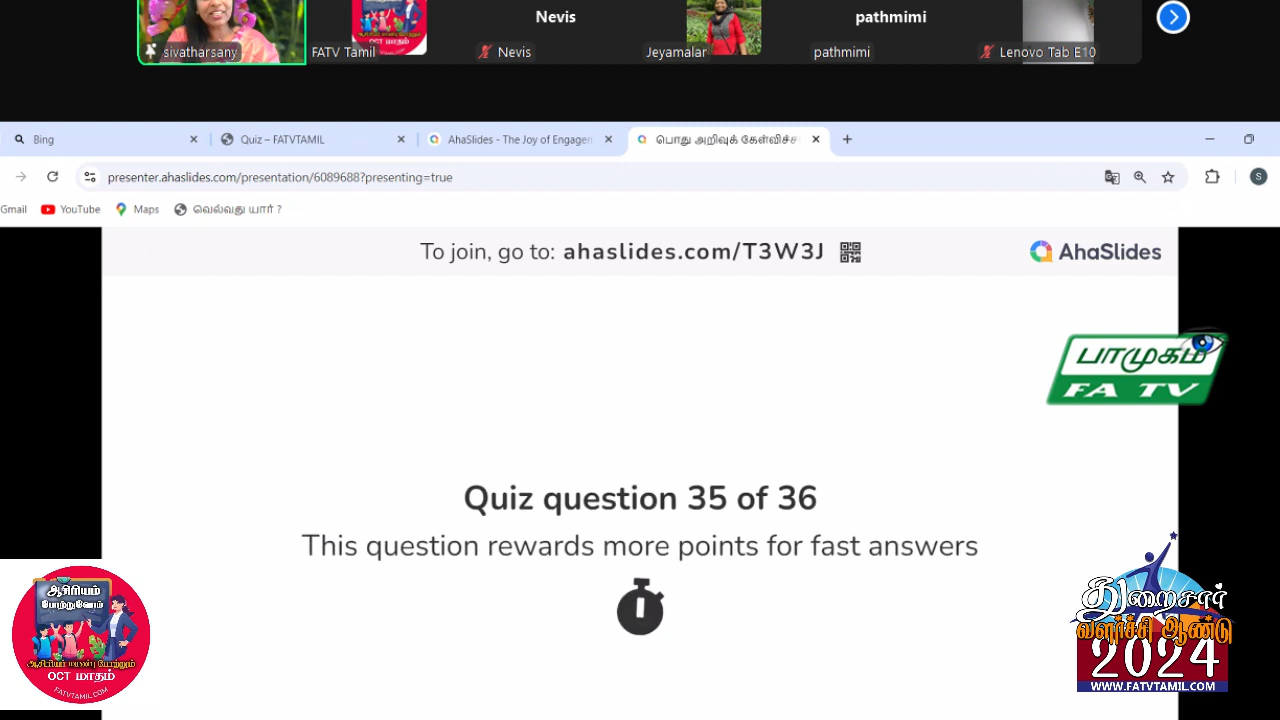 Nevis
pathmimi
sivatharsany
FATV Tamil
Nevis
Jeyamalar
pathmimi
Lenovo Tab E10
Bing
Quiz – FATVTAMIL
AhaSlides - The Joy of Engagen
பொது அறிவுக் கேள்விச்ச
presenter.ahaslides.com/presentation/6089688?presenting=true
S
Gmail
YouTube
Maps
வெல்வது யார் ?
To join, go to: ahaslides.com/T3W3J
AhaSlides
பாமுகம்
FA TV
Quiz question 35 of 36
This question rewards more points for fast answers
ஆசிரியம்
போற்றுவோம்
ஆசிரியர் மாண்பு போற்றும்
OCT மாதம்
FATVTAMIL.COM
துறைசார்
வளர்ச்சி ஆண்டு
2024
WWW.FATVTAMIL.COM